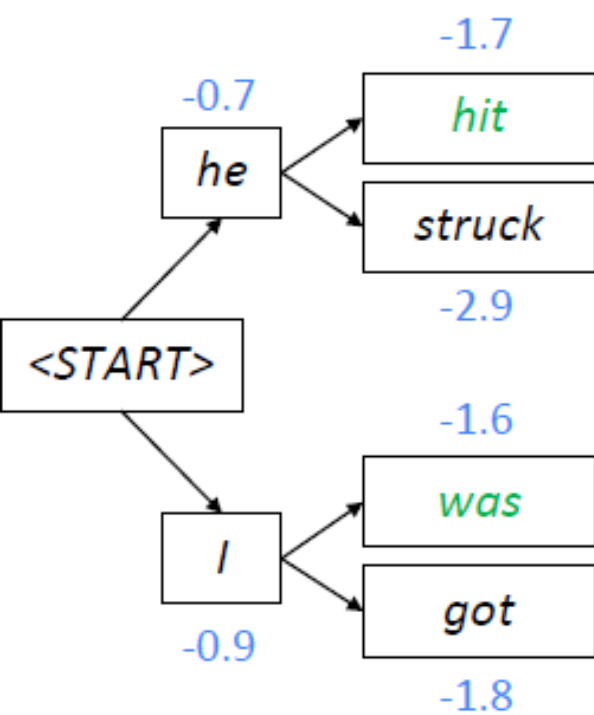 -1.7
-0.7
hit
he
struck
-2.9
<START>
-1.6
was
I
got
-0.9
-1.8